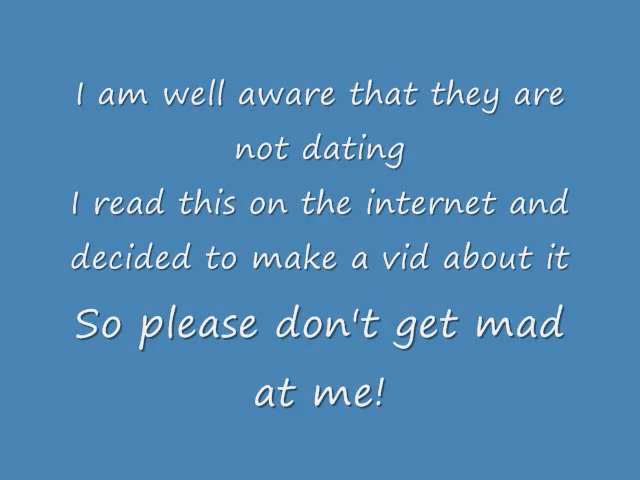 I am well aware that they are
not dating
I read this on the internet and
decided to make a vid about it
So please don't get mad
at me!